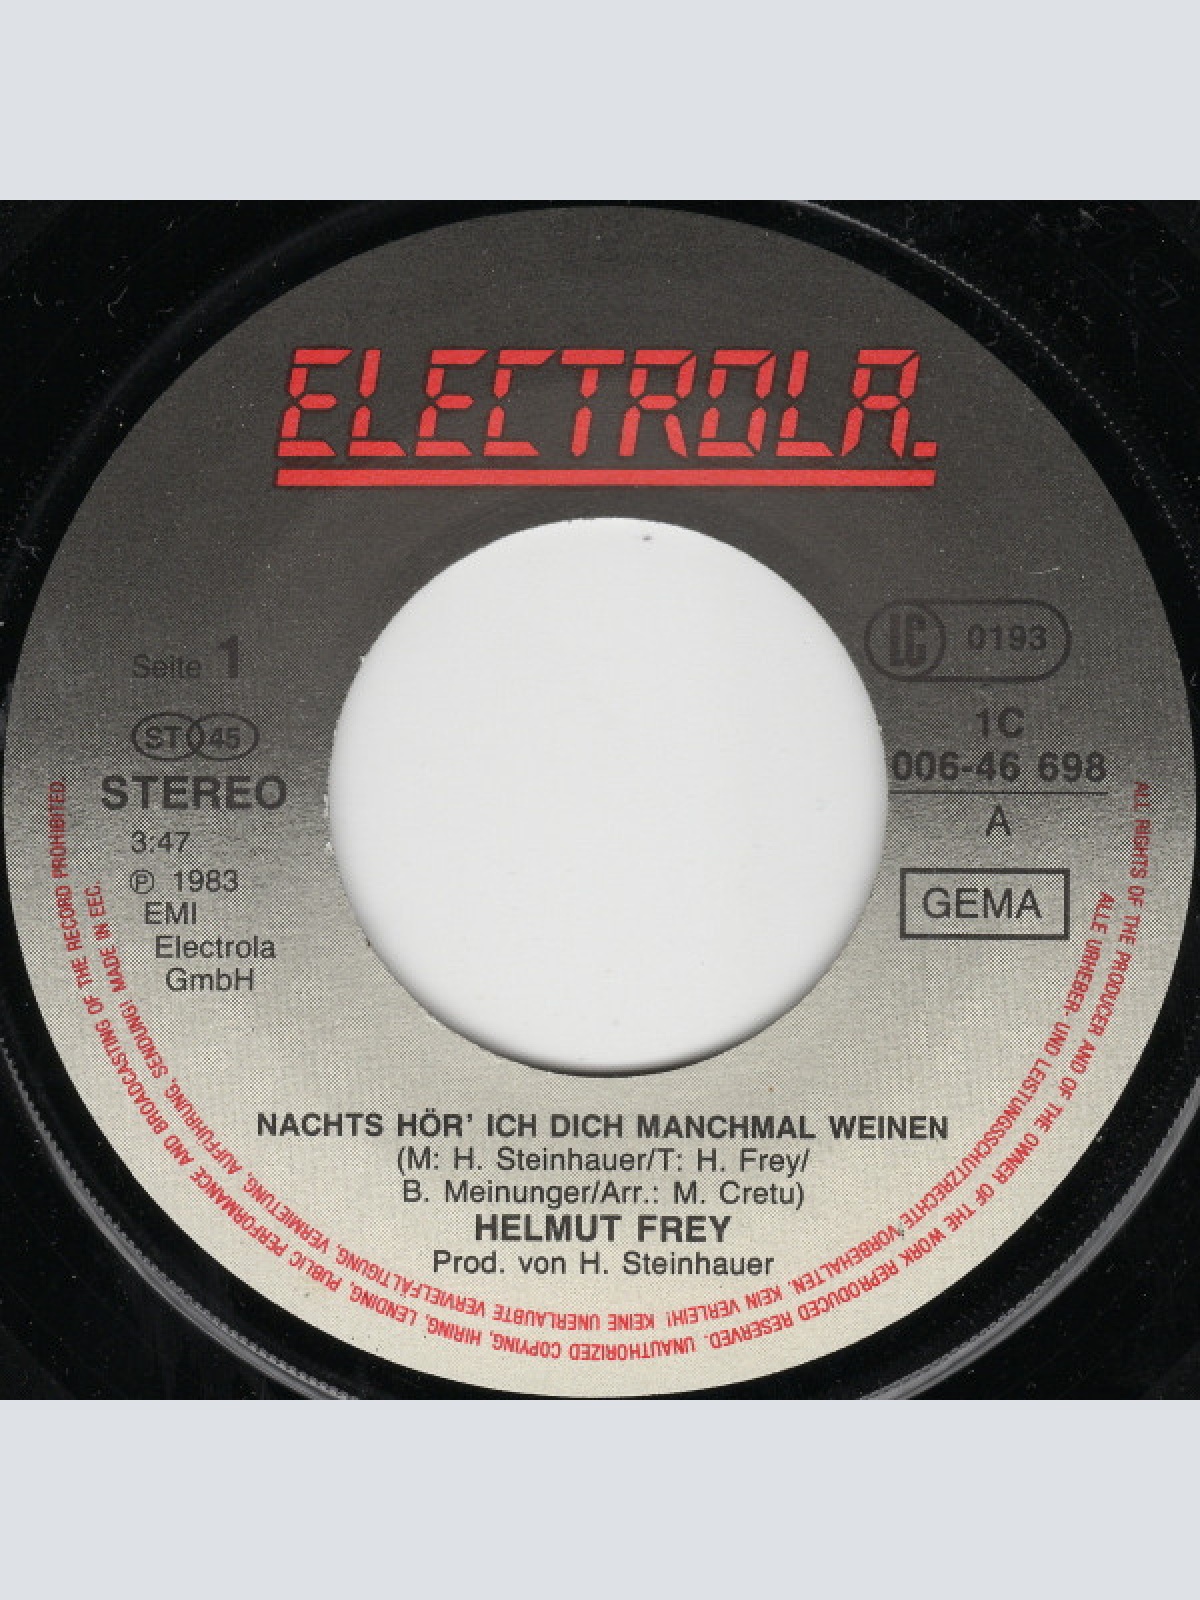 ELECTROLA.
Seite 1
ST 45
STEREO
3:47
℗ 1983
EMI
Electrola
GmbH
LC 0193
1C
006-46 698
A
GEMA
NACHTS HÖR' ICH DICH MANCHMAL WEINEN
(M: H. Steinhauer/T: H. Frey/
B. Meinunger/Arr.: M. Cretu)
HELMUT FREY
Prod. von H. Steinhauer
ALL RIGHTS OF THE PRODUCER AND OF THE OWNER OF THE WORK REPRODUCED RESERVED. UNAUTHORIZED COPYING, HIRING, LENDING, PUBLIC PERFORMANCE AND BROADCASTING OF THE RECORD PROHIBITED
ALLE URHEBER- UND LEISTUNGSSCHUTZRECHTE VORBEHALTEN. KEIN VERLEIH! KEINE UNERLAUBTE VERVIELFÄLTIGUNG, VERMIETUNG, AUFFÜHRUNG, SENDUNG! MADE IN EEC.